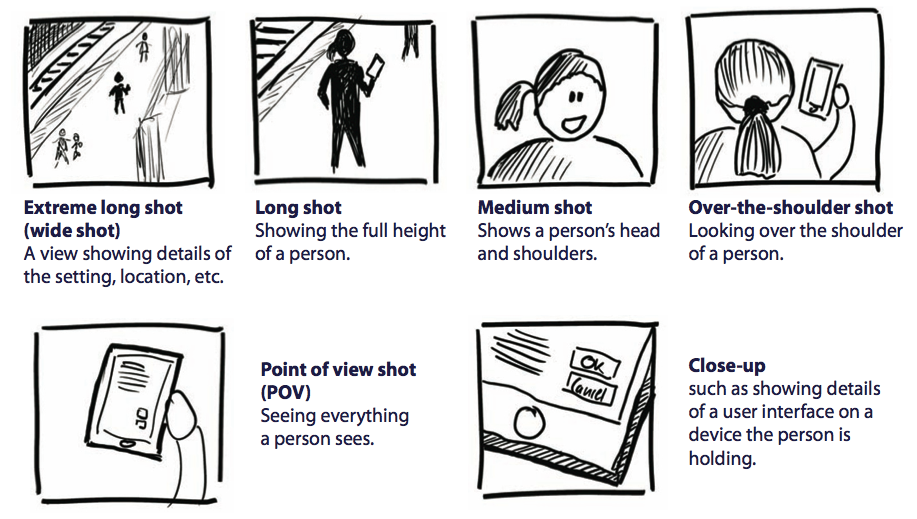 Extreme long shot
(wide shot)
A view showing details of
the setting, location, etc.
Long shot
Showing the full height
of a person.
Medium shot
Shows a person's head
and shoulders.
Over-the-shoulder shot
Looking over the shoulder
of a person.
Point of view shot
(POV)
Seeing everything
a person sees.
OK
Cancel
Close-up
such as showing details
of a user interface on a
device the person is
holding.